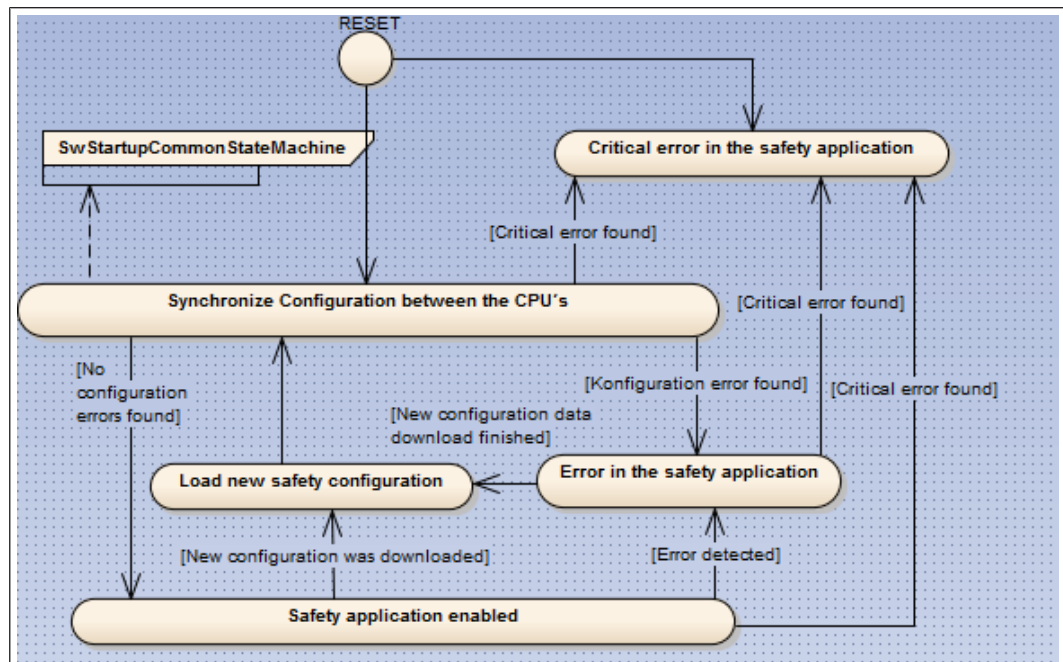 RESET
SwStartupCommonStateMachine
Critical error in the safety application
[Critical error found]
Synchronize Configuration between the CPU´s
[Critical error found]
[No
configuration
errors found]
[Konfiguration error found]
[Critical error found]
[New configuration data
download finished]
Load new safety configuration
Error in the safety application
[New configuration was downloaded]
[Error detected]
Safety application enabled